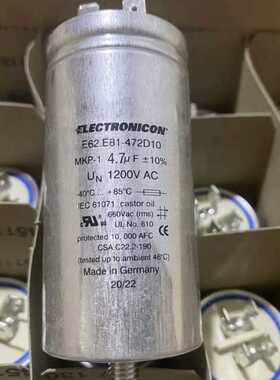 ELECTRONICON®
E62.E81-472D10
MKP-1 4.7µF ±10%
UN 1200V AC
-40°C ... +85°C
IEC 61071 castor oil
660Vac (rms)
UL No. 810
protected 10,000 AFC
CSA C22.2-190
(tested up to ambient 46°C)
Made in Germany
20/22